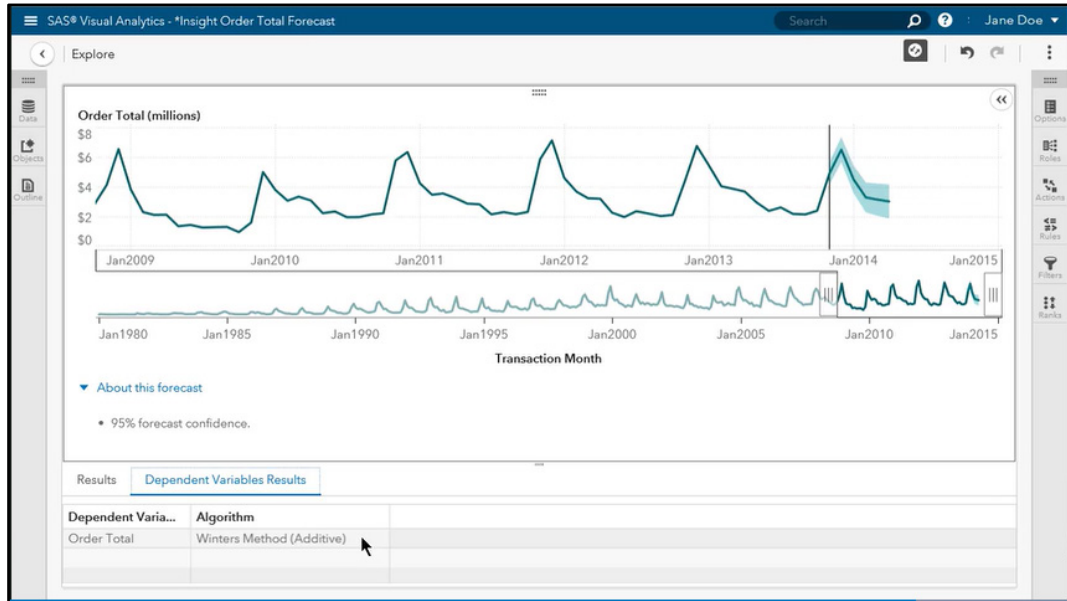 SAS® Visual Analytics - *Insight Order Total Forecast Search Jane Doe
Explore
Data
Objects
Outline
Order Total (millions)
$8
$6
$4
$2
$0
Jan2009 Jan2010 Jan2011 Jan2012 Jan2013 Jan2014 Jan2015
Jan1980 Jan1985 Jan1990 Jan1995 Jan2000 Jan2005 Jan2010 Jan2015
Transaction Month
About this forecast
• 95% forecast confidence.
Results Dependent Variables Results
Dependent Varia... Algorithm
Order Total Winters Method (Additive)
Options
Roles
Actions
Rules
Filters
Ranks